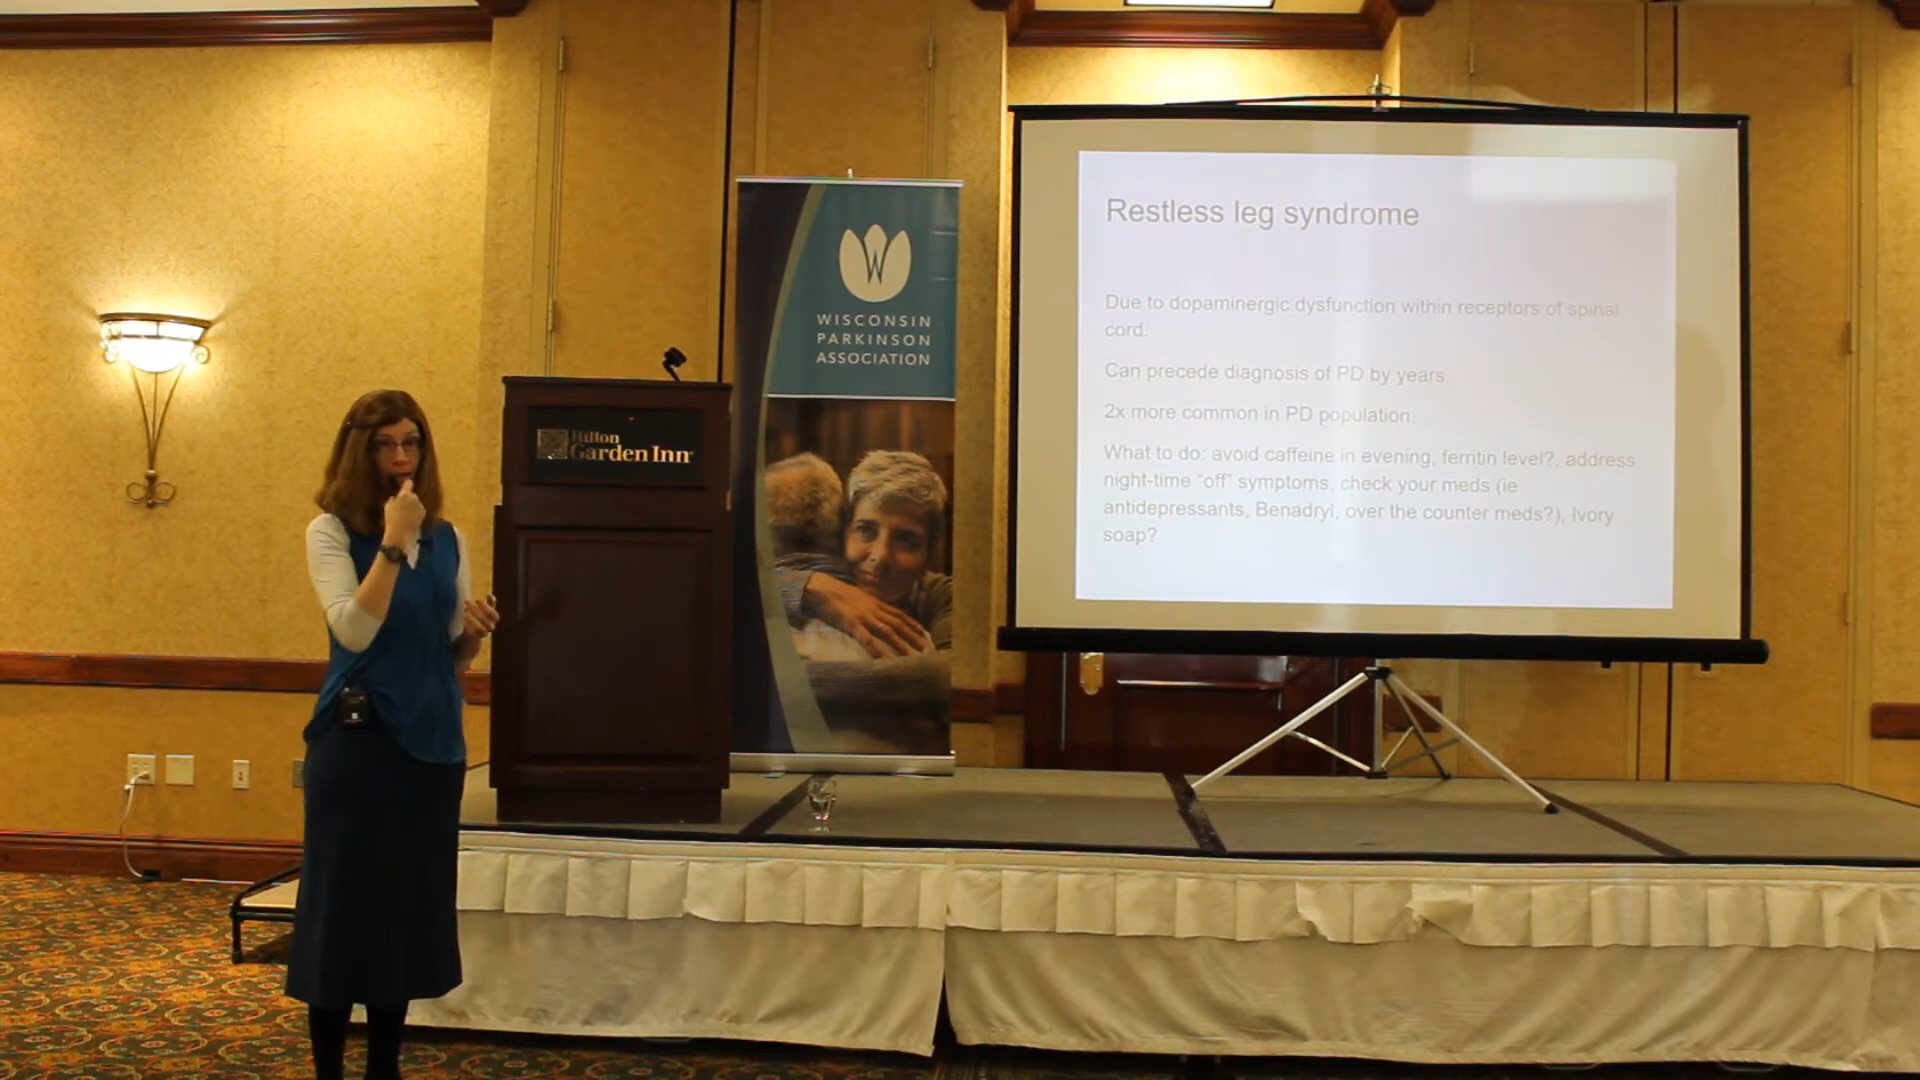 Hilton
Garden Inn
W
WISCONSIN
PARKINSON
ASSOCIATION
Restless leg syndrome
Due to dopaminergic dysfunction within receptors of spinal
cord.
Can precede diagnosis of PD by years.
2x more common in PD population.
What to do: avoid caffeine in evening, ferritin level?, address
night-time “off” symptoms, check your meds (ie
antidepressants, Benadryl, over the counter meds?), Ivory
soap?